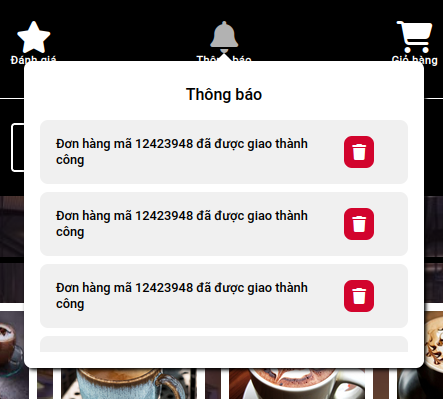 Đánh giá
Thông báo
Giỏ hàng
Thông báo
Đơn hàng mã 12423948 đã được giao thành
công
Đơn hàng mã 12423948 đã được giao thành
công
Đơn hàng mã 12423948 đã được giao thành
công